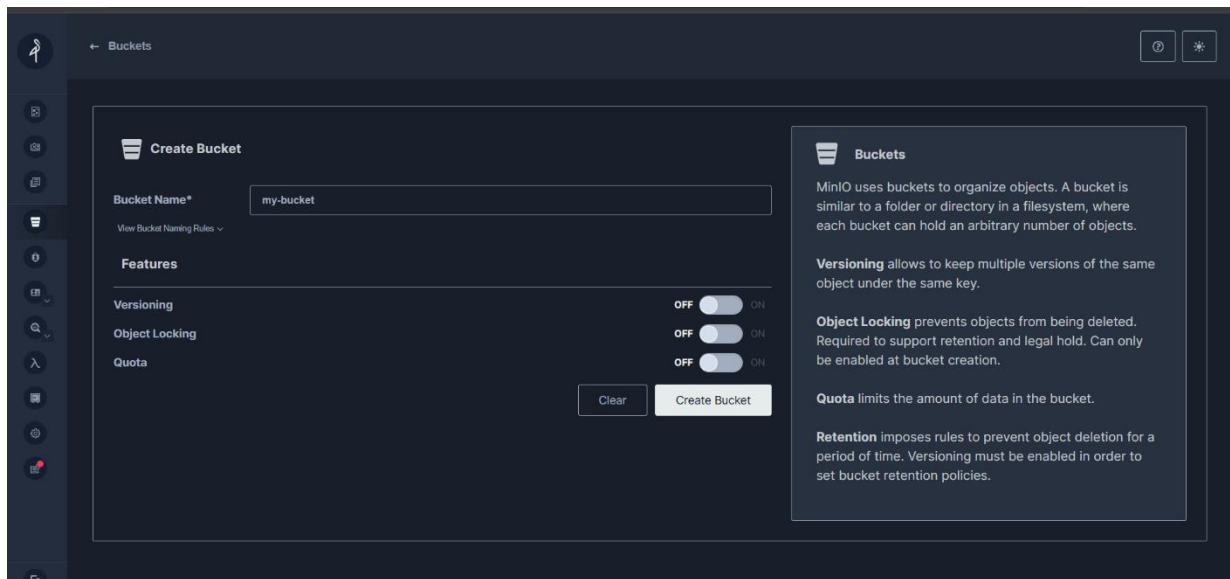 ← Buckets
Create Bucket
Bucket Name*
my-bucket
View Bucket Naming Rules
Features
Versioning
OFF ON
Object Locking
OFF ON
Quota
OFF ON
Clear
Create Bucket
Buckets
MinIO uses buckets to organize objects. A bucket is
similar to a folder or directory in a filesystem, where
each bucket can hold an arbitrary number of objects.
Versioning allows to keep multiple versions of the same
object under the same key.
Object Locking prevents objects from being deleted.
Required to support retention and legal hold. Can only
be enabled at bucket creation.
Quota limits the amount of data in the bucket.
Retention imposes rules to prevent object deletion for a
period of time. Versioning must be enabled in order to
set bucket retention policies.